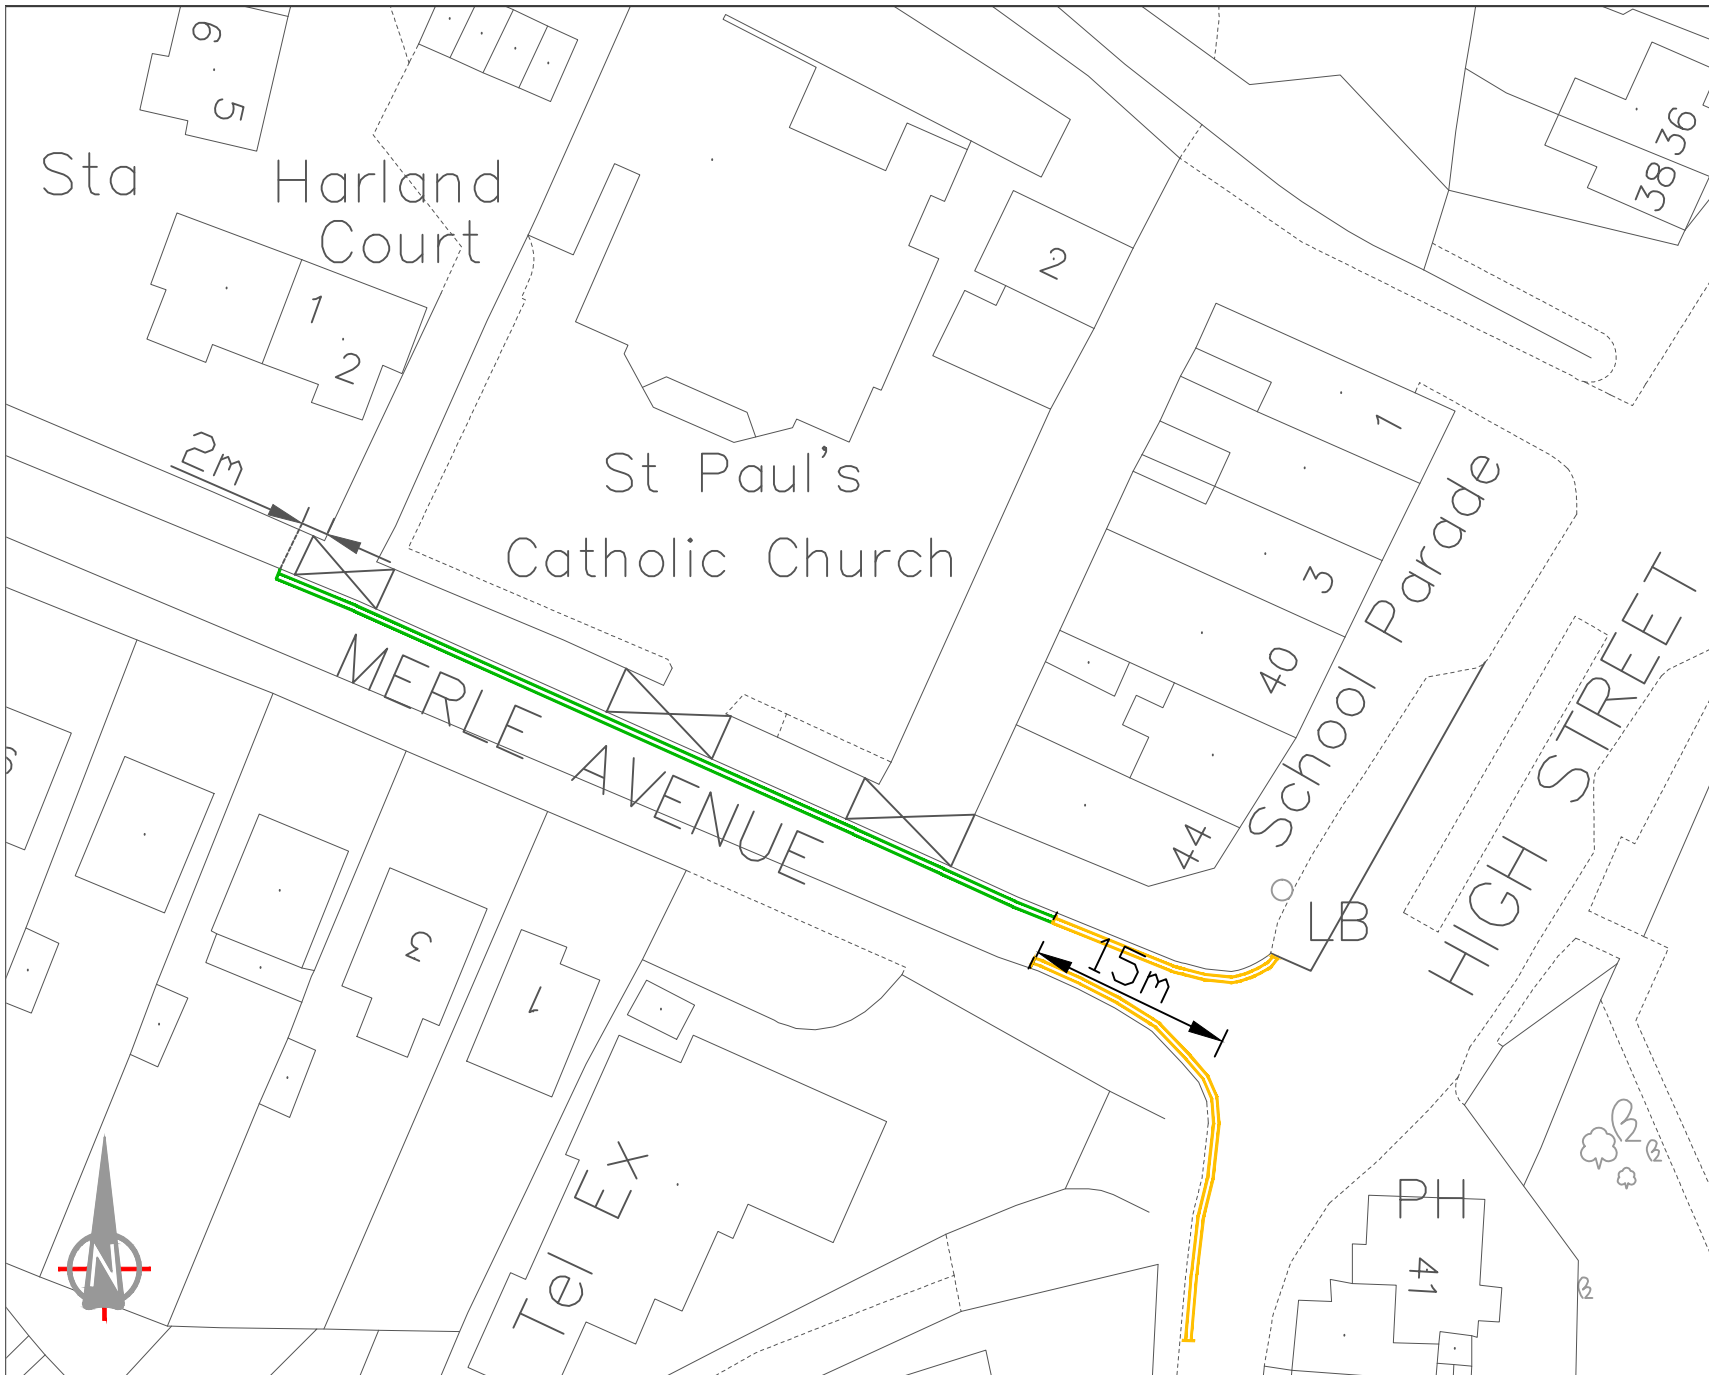 6
5
Sta
Harland
Court
1
2
2m
St Paul's
Catholic Church
2
36
38
1
3
40
44
School Parade
HIGH STREET
LB
MERLE AVENUE
15m
3
1
Tel Ex
PH
41
N